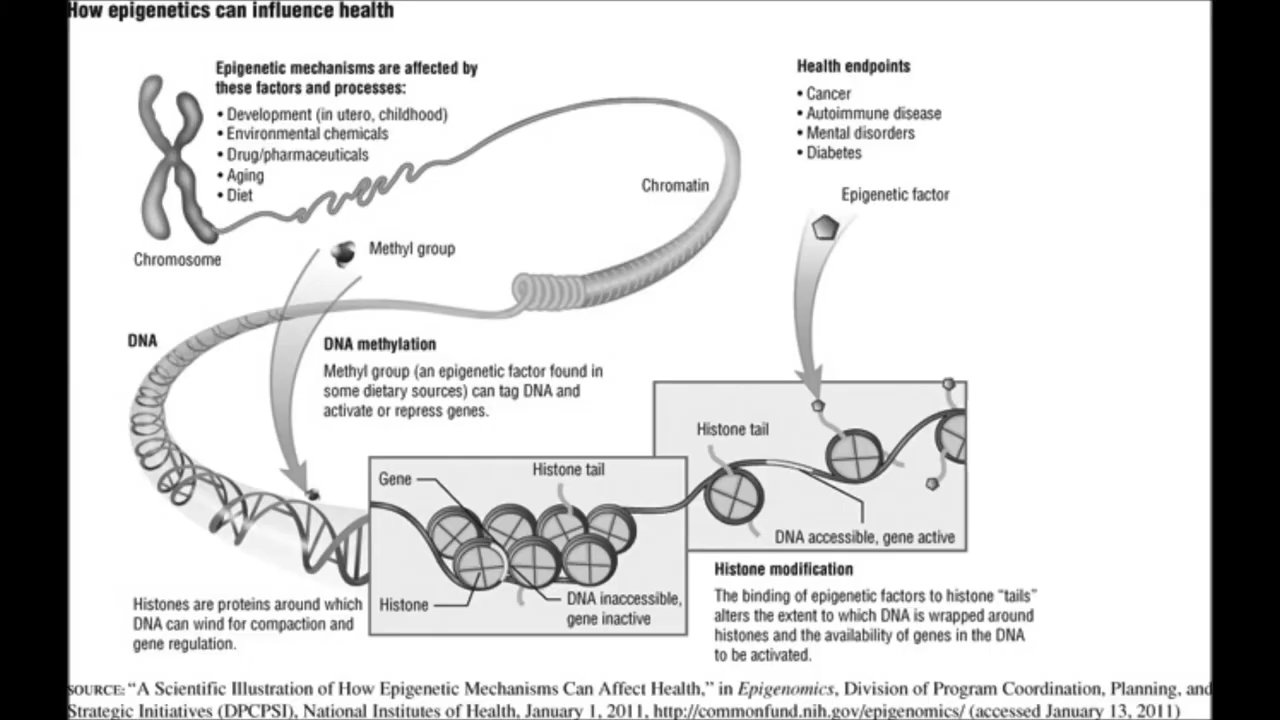 How epigenetics can influence health
Epigenetic mechanisms are affected by
these factors and processes:
• Development (in utero, childhood)
• Environmental chemicals
• Drug/pharmaceuticals
• Aging
• Diet
Health endpoints
• Cancer
• Autoimmune disease
• Mental disorders
• Diabetes
Chromatin
Epigenetic factor
Chromosome
Methyl group
DNA
DNA methylation
Methyl group (an epigenetic factor found in
some dietary sources) can tag DNA and
activate or repress genes.
Histone tail
DNA accessible, gene active
Gene
Histone tail
Histone
DNA inaccessible,
gene inactive
Histones are proteins around which
DNA can wind for compaction and
gene regulation.
Histone modification
The binding of epigenetic factors to histone “tails”
alters the extent to which DNA is wrapped around
histones and the availability of genes in the DNA
to be activated.
SOURCE: “A Scientific Illustration of How Epigenetic Mechanisms Can Affect Health,” in Epigenomics, Division of Program Coordination, Planning, and
Strategic Initiatives (DPCPSI), National Institutes of Health, January 1, 2011, http://commonfund.nih.gov/epigenomics/ (accessed January 13, 2011)